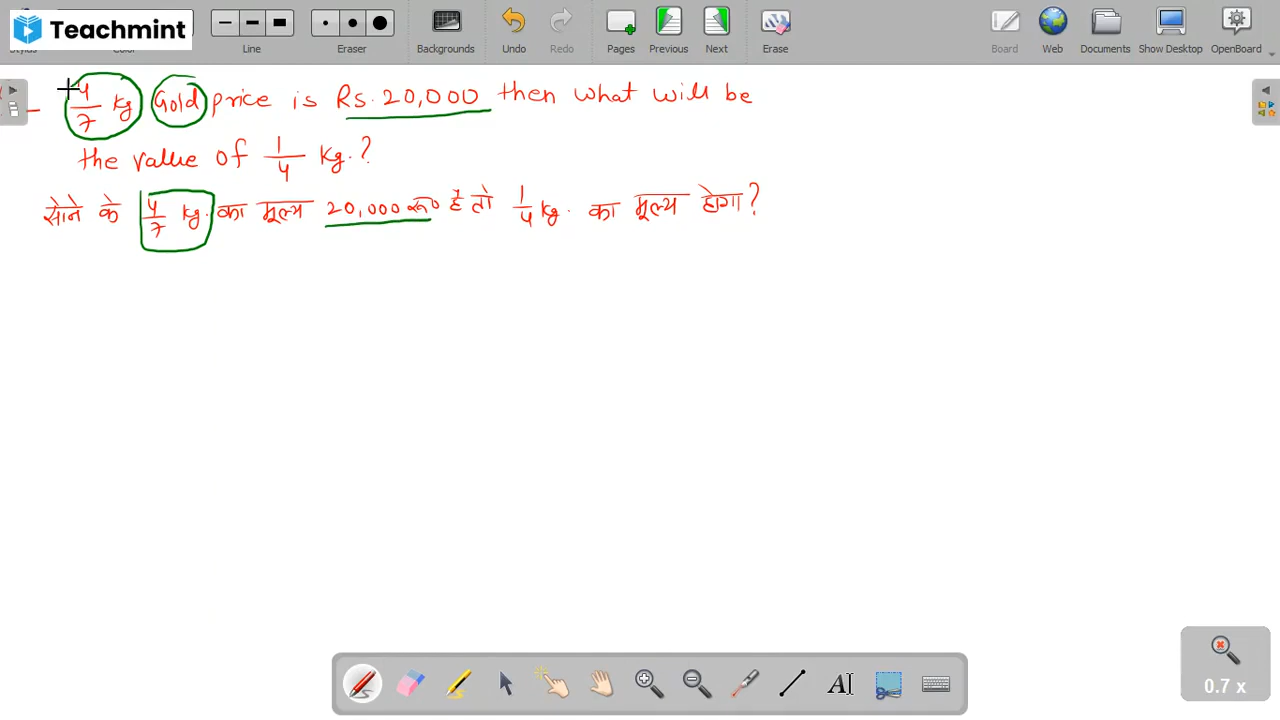 Teachmint
Line
Eraser
Backgrounds
Undo
Redo
Pages
Previous
Next
Erase
Board
Web
Documents
Show Desktop
OpenBoard
4/7 kg Gold price is Rs. 20,000 then what will be
the value of 1/4 kg.?
सोने के 4/7 kg. का मूल्य 20,000 रू0 है तो 1/4 kg. का मूल्य होगा?
0.7 x